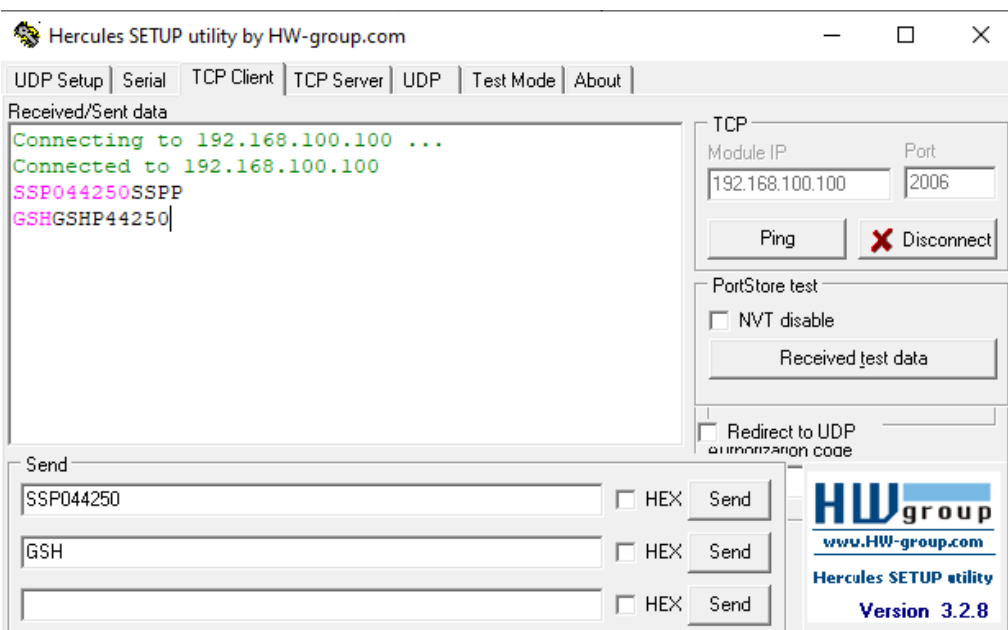 Hercules SETUP utility by HW-group.com
UDP Setup Serial TCP Client TCP Server UDP Test Mode About
Received/Sent data
Connecting to 192.168.100.100 ...
Connected to 192.168.100.100
SSP044250SSPP
GSHGSHP44250
TCP
Module IP Port
192.168.100.100 2006
Ping Disconnect
PortStore test
NVT disable
Received test data
Redirect to UDP
Authorization code
Send
SSP044250 HEX Send
GSH HEX Send
HEX Send
HWgroup
www.HW-group.com
Hercules SETUP utility
Version 3.2.8